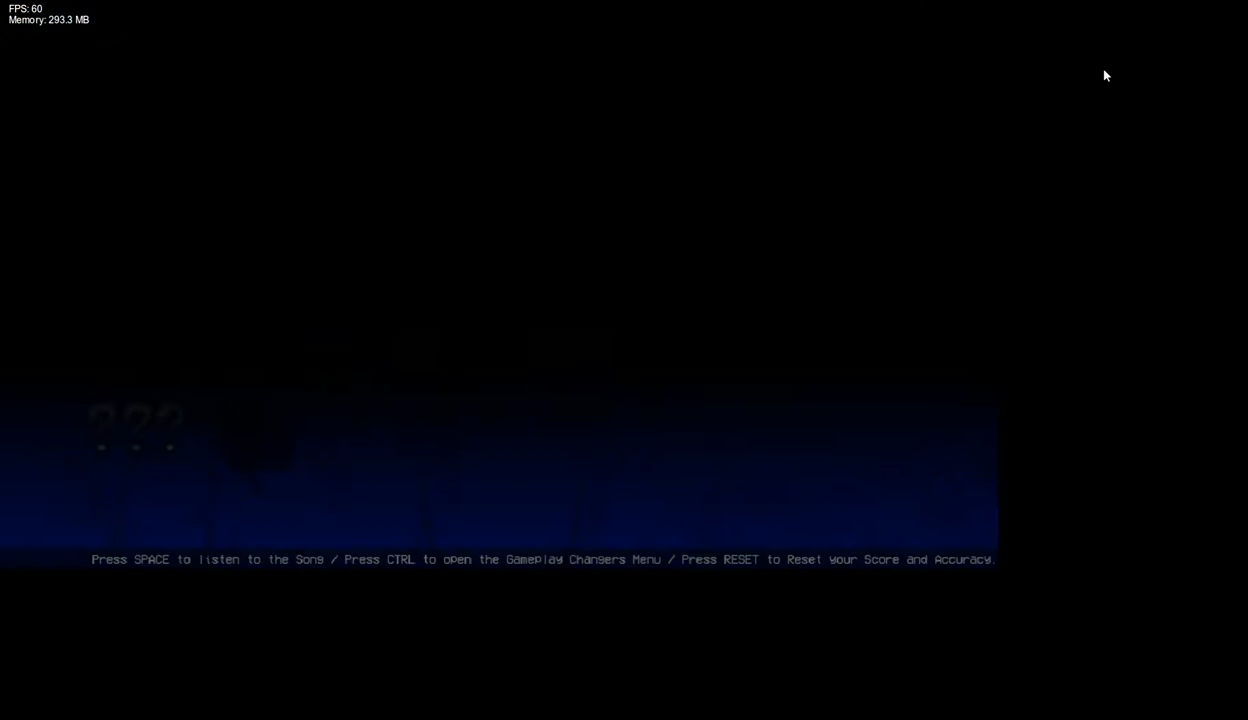 FPS: 60
Memory: 293.3 MB
???
Press SPACE to listen to the Song / Press CTRL to open the Gameplay Changers Menu / Press RESET to Reset your Score and Accuracy.